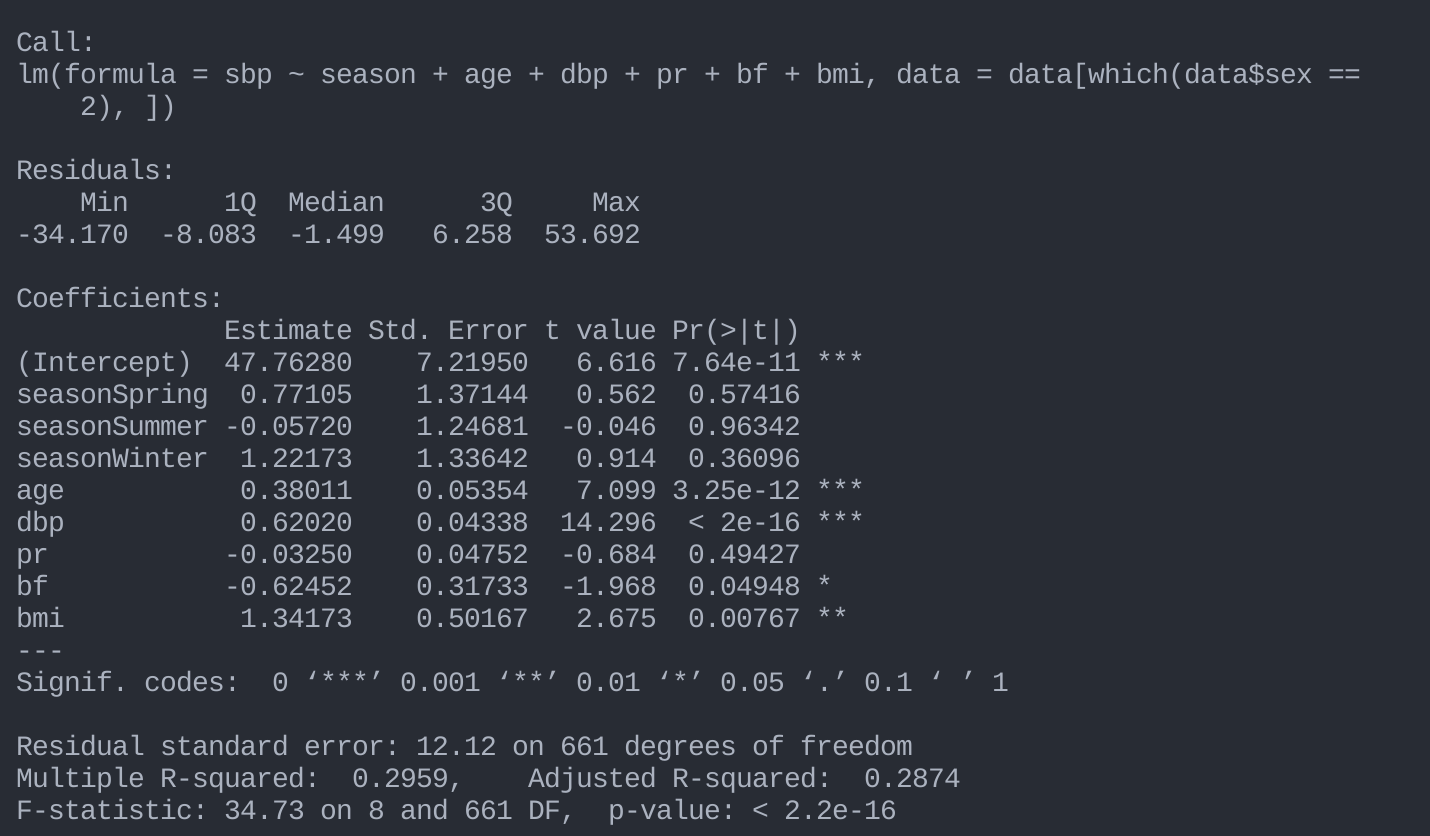 Call:
lm(formula = sbp ~ season + age + dbp + pr + bf + bmi, data = data[which(data$sex ==
    2), ])

Residuals:
    Min      1Q  Median      3Q     Max
-34.170  -8.083  -1.499   6.258  53.692

Coefficients:
             Estimate Std. Error t value Pr(>|t|)
(Intercept)  47.76280    7.21950   6.616 7.64e-11 ***
seasonSpring  0.77105    1.37144   0.562  0.57416
seasonSummer -0.05720    1.24681  -0.046  0.96342
seasonWinter  1.22173    1.33642   0.914  0.36096
age           0.38011    0.05354   7.099 3.25e-12 ***
dbp           0.62020    0.04338  14.296  < 2e-16 ***
pr           -0.03250    0.04752  -0.684  0.49427
bf           -0.62452    0.31733  -1.968  0.04948 *
bmi           1.34173    0.50167   2.675  0.00767 **
---
Signif. codes:  0 ‘***’ 0.001 ‘**’ 0.01 ‘*’ 0.05 ‘.’ 0.1 ‘ ’ 1

Residual standard error: 12.12 on 661 degrees of freedom
Multiple R-squared:  0.2959,    Adjusted R-squared:  0.2874
F-statistic: 34.73 on 8 and 661 DF,  p-value: < 2.2e-16